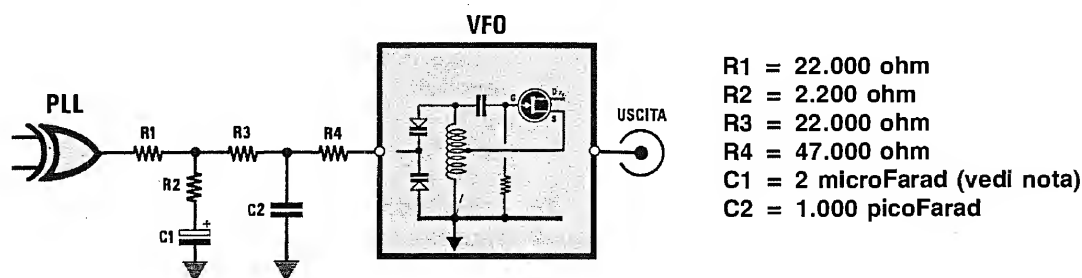 VFO
PLL
R1
R3
R4
R2
C1
+
C2
G
D
S
USCITA
R1 = 22.000 ohm
R2 = 2.200 ohm
R3 = 22.000 ohm
R4 = 47.000 ohm
C1 = 2 microFarad (vedi nota)
C2 = 1.000 picoFarad